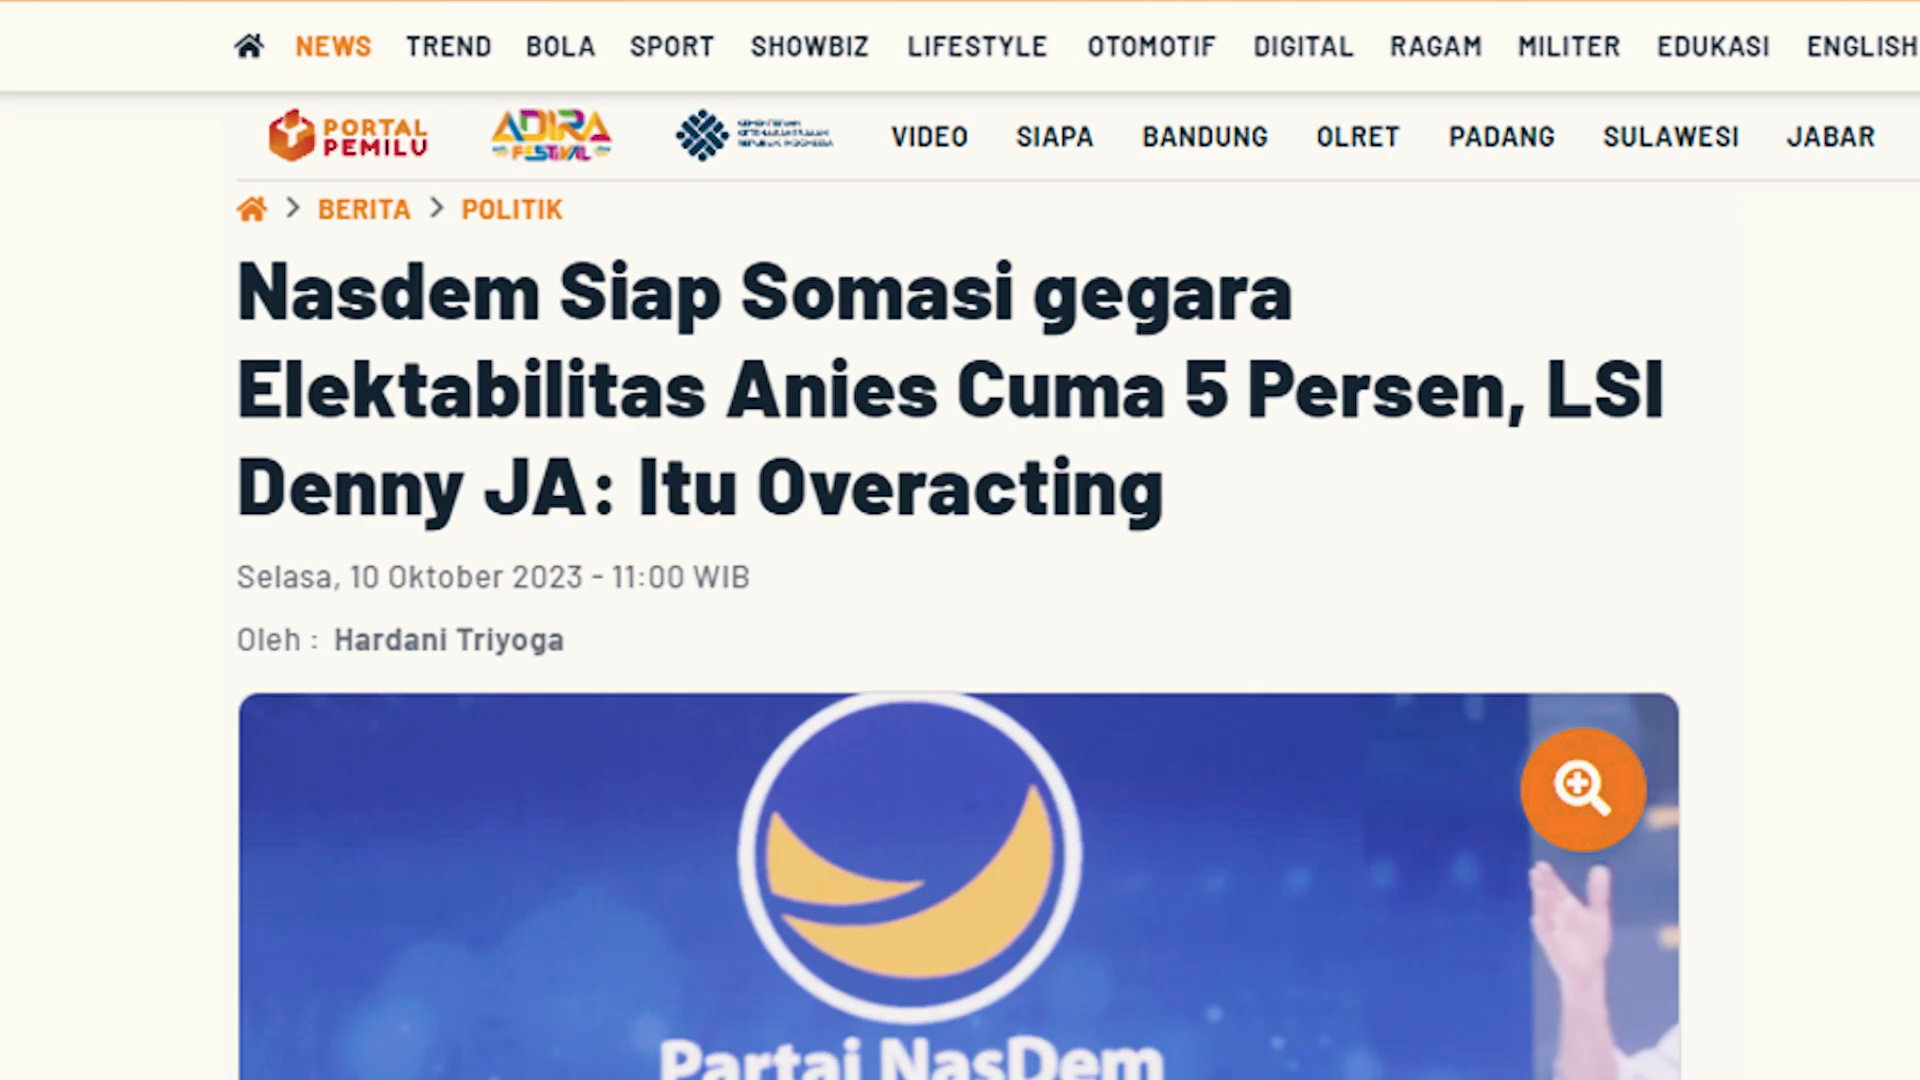 NEWS TREND BOLA SPORT SHOWBIZ LIFESTYLE OTOMOTIF DIGITAL RAGAM MILITER EDUKASI ENGLISH
PORTAL PEMILU ADIRA FESTIVAL VIDEO SIAPA BANDUNG OLRET PADANG SULAWESI JABAR
> BERITA > POLITIK
Nasdem Siap Somasi gegara
Elektabilitas Anies Cuma 5 Persen, LSI
Denny JA: Itu Overacting
Selasa, 10 Oktober 2023 - 11:00 WIB
Oleh : Hardani Triyoga
Partai NasDem